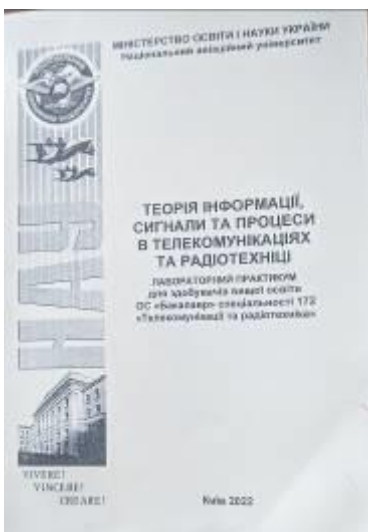 МІНІСТЕРСТВО ОСВІТИ І НАУКИ УКРАЇНИ
Національний авіаційний університет
НАУ
ТЕОРІЯ ІНФОРМАЦІЇ,
СИГНАЛИ ТА ПРОЦЕСИ
В ТЕЛЕКОМУНІКАЦІЯХ
ТА РАДІОТЕХНІЦІ
ЛАБОРАТОРНИЙ ПРАКТИКУМ
для здобувачів вищої освіти
ОС «Бакалавр» спеціальності 172
«Телекомунікації та радіотехніка»
VIVERE!
VINCERE!
CREARE!
Київ 2022